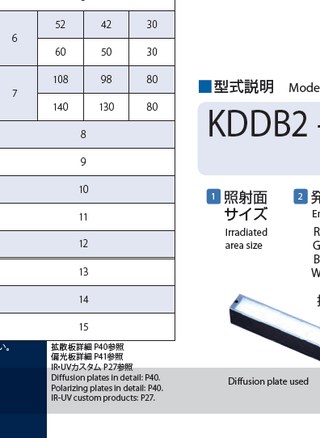 6
52 42 30
60 50 30
7
108 98 80
140 130 80
8
9
10
11
12
13
14
15
い。
拡散板詳細 P40参照
偏光板詳細 P41参照
IR・UVカスタム P27参照
Diffusion plates in detail: P40.
Polarizing plates in detail: P40.
IR-UV custom products: P27.
■型式説明
KDDB2 -
1 照射面
サイズ
Irradiated
area size
2
R
G
B
W
Diffusion plate used